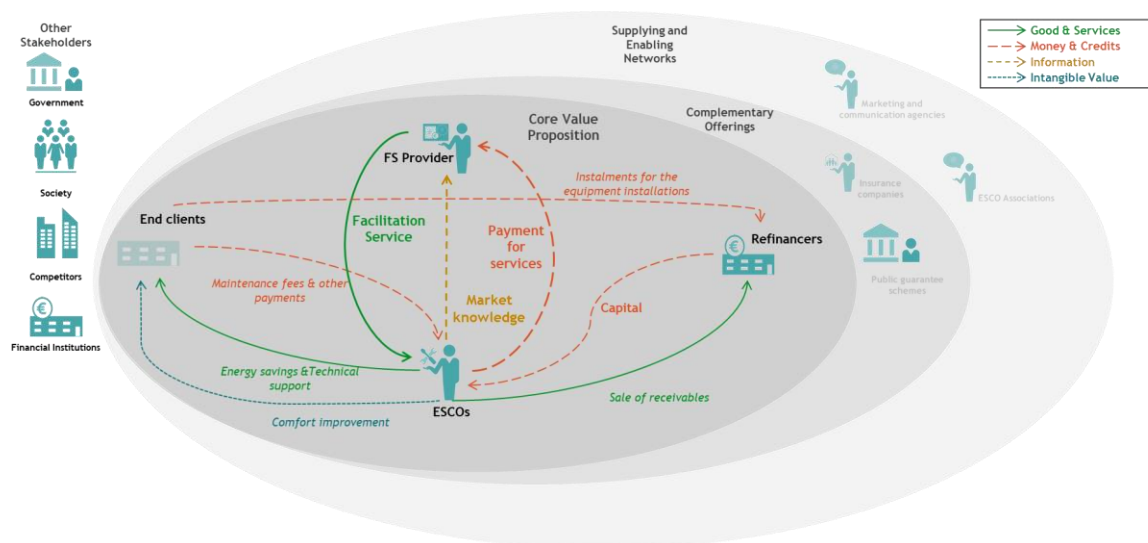 Other
Stakeholders
Government
Society
Competitors
Financial Institutions
Supplying and
Enabling
Networks
Good & Services
Money & Credits
Information
Intangible Value
Marketing and
communication agencies
Complementary
Offerings
Core Value
Proposition
FS Provider
Instalments for the
equipment installations
Insurance
companies
ESCO Associations
End clients
Facilitation
Service
Payment
for
services
Refinancers
€
Public guarantee
schemes
Maintenance fees & other
payments
Market
knowledge
Capital
€
Energy savings &Technical
support
ESCOs
Sale of receivables
Comfort improvement